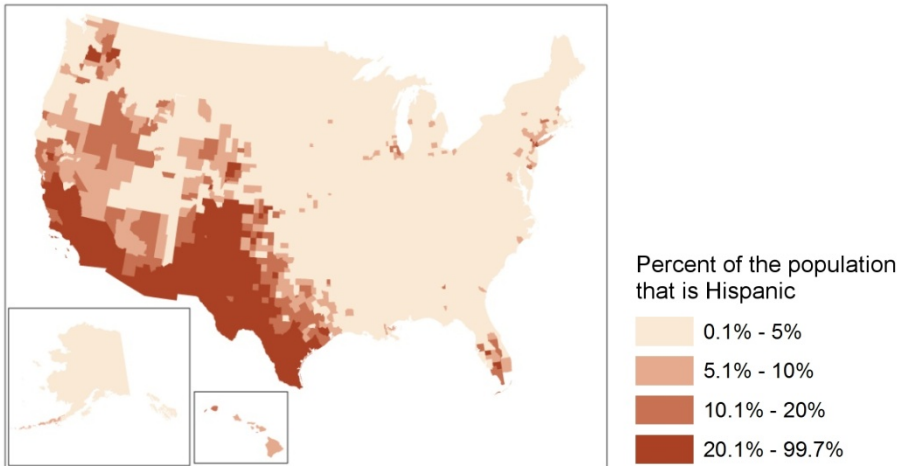 Percent of the population
that is Hispanic
0.1% - 5%
5.1% - 10%
10.1% - 20%
20.1% - 99.7%